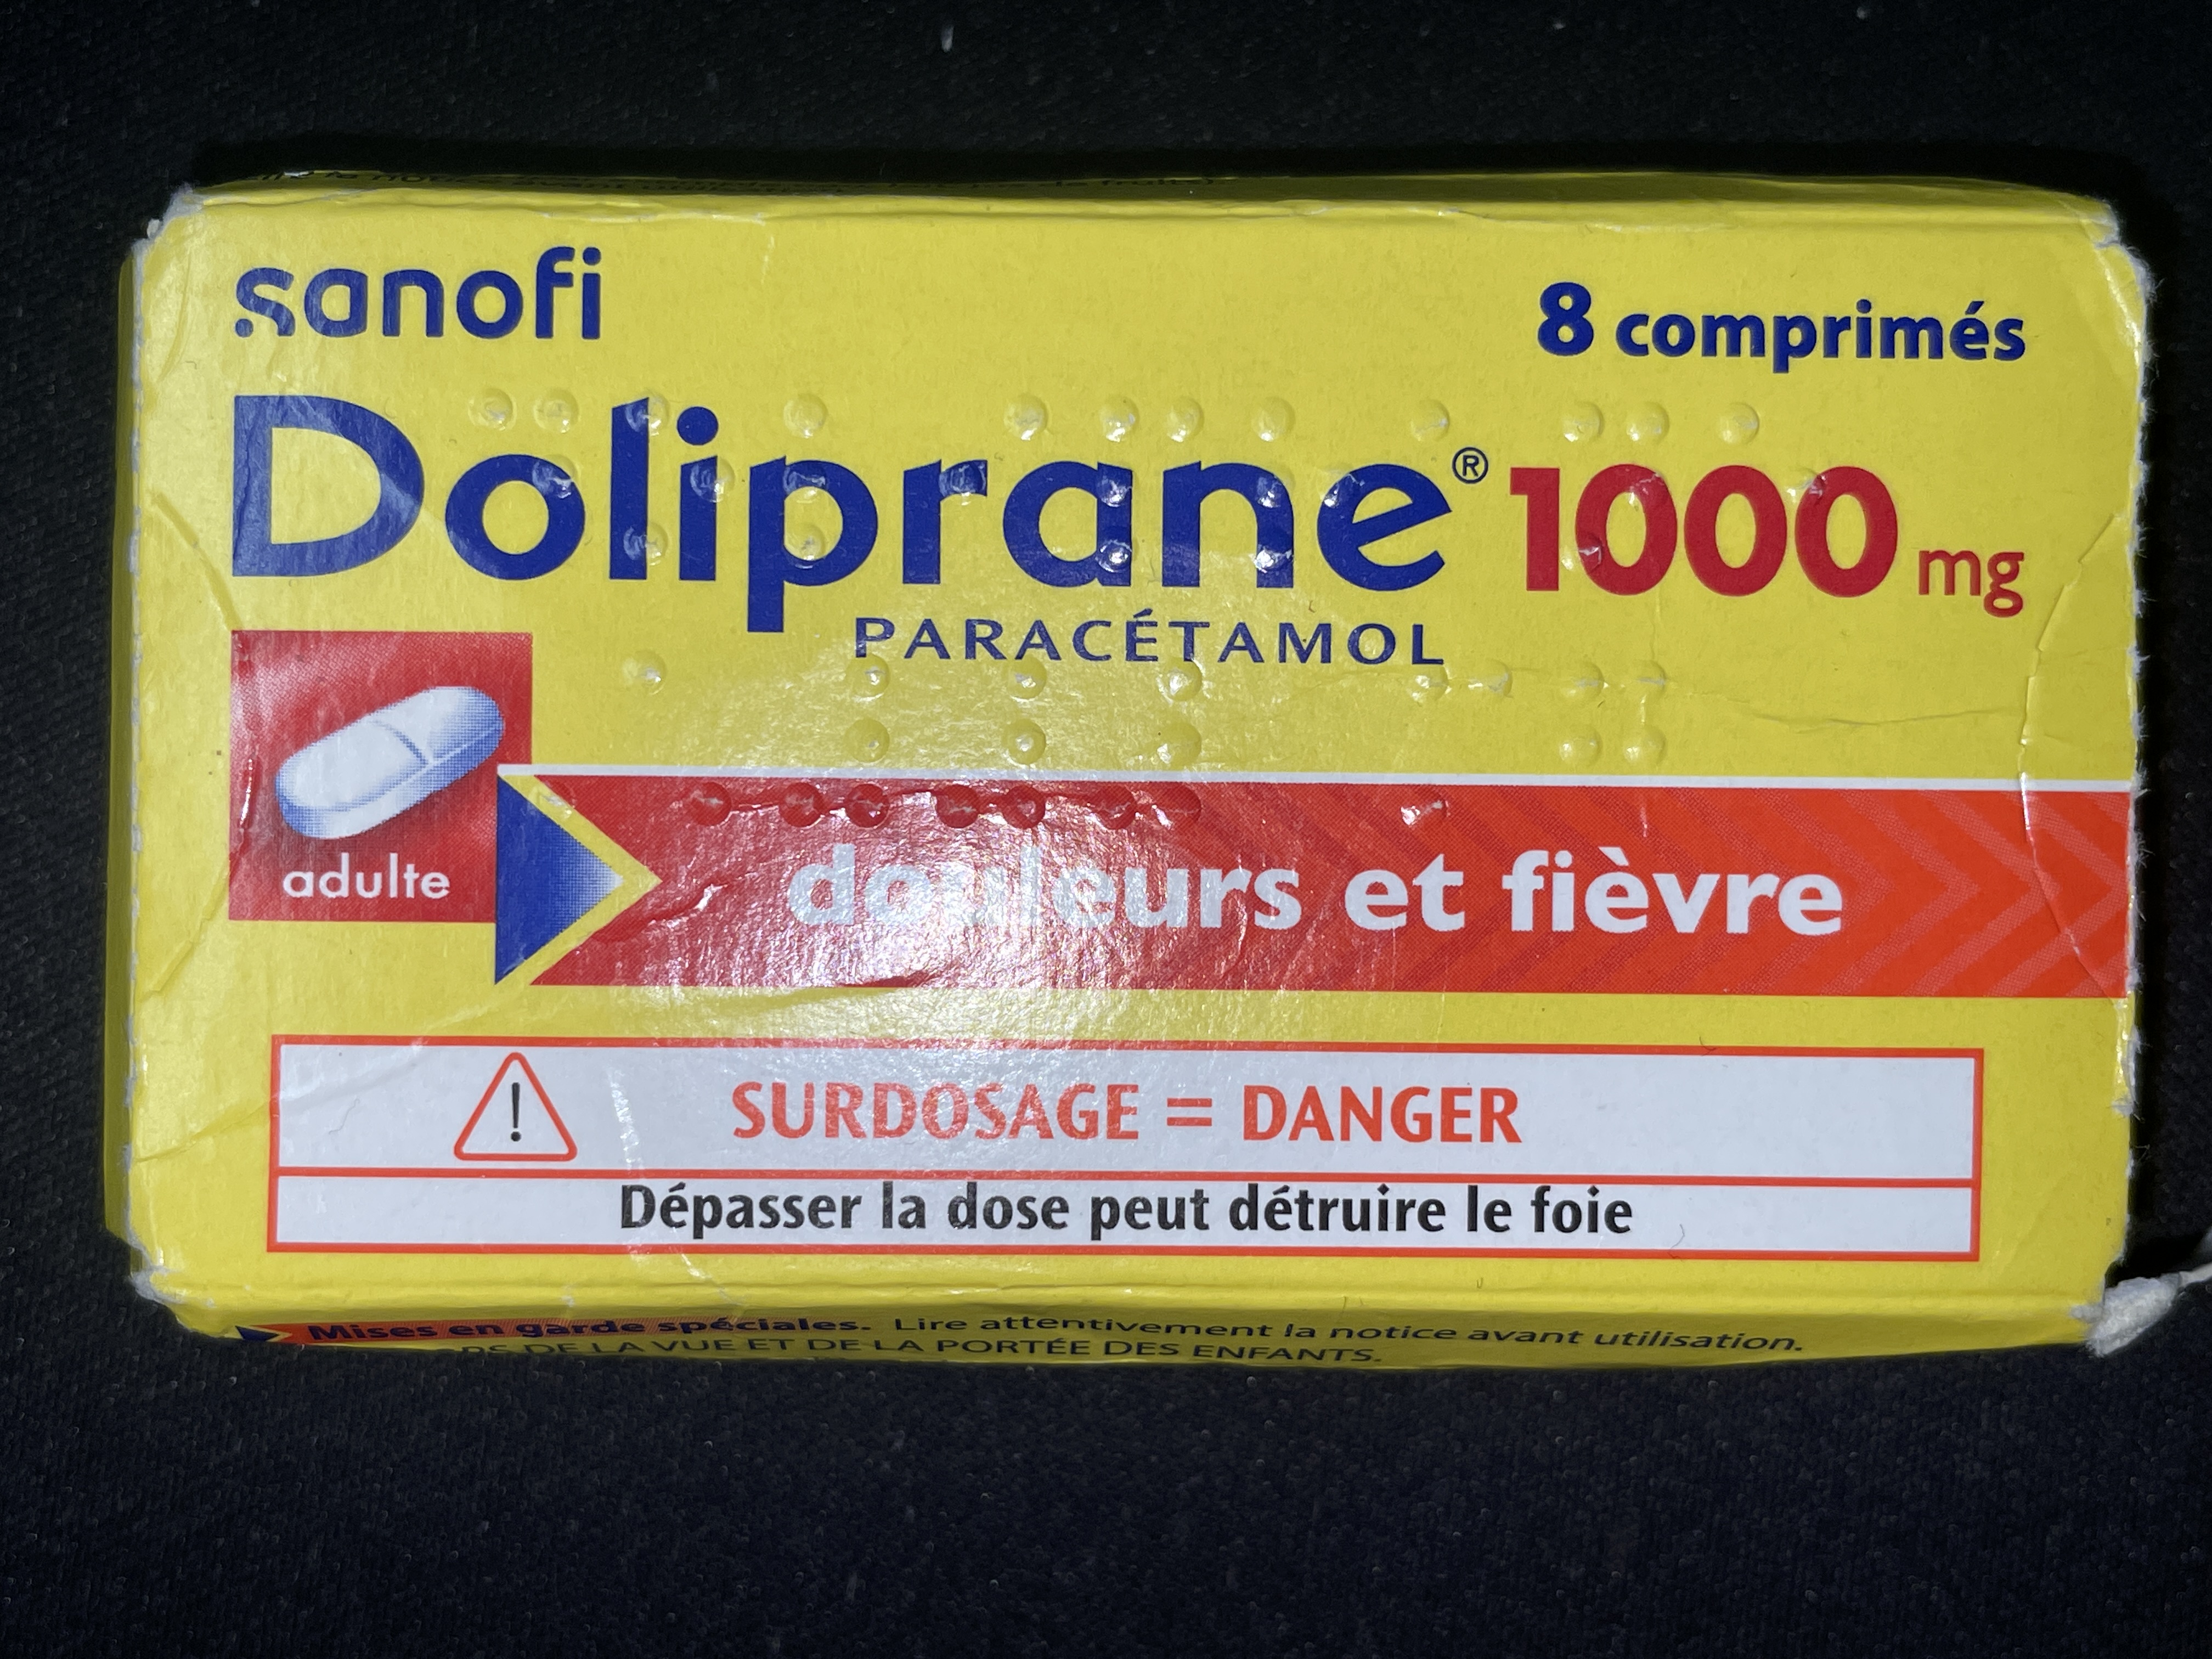 sanofi
8 comprimés
Doliprane® 1000 mg
PARACÉTAMOL
adulte
douleurs et fièvre
! SURDOSAGE = DANGER
Dépasser la dose peut détruire le foie
Mises en garde spéciales. Lire attentivement la notice avant utilisation.
DE LA VUE ET DE LA PORTÉE DES ENFANTS.